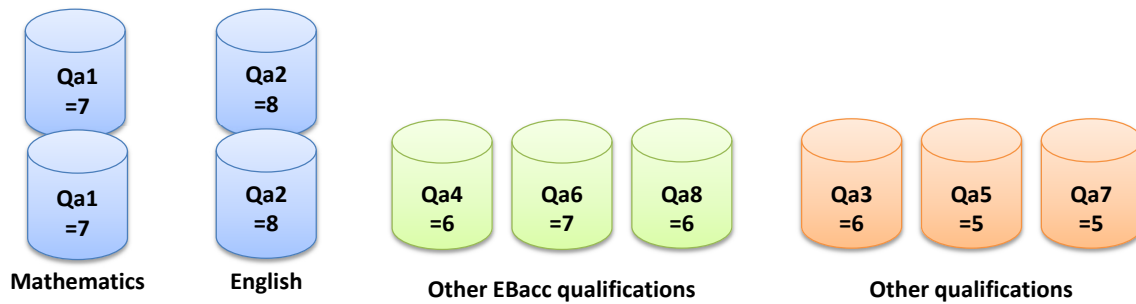 Qa1
=7
Qa2
=8
Qa1
=7
Qa2
=8
Qa4
=6
Qa6
=7
Qa8
=6
Qa3
=6
Qa5
=5
Qa7
=5
Mathematics
English
Other EBacc qualifications
Other qualifications